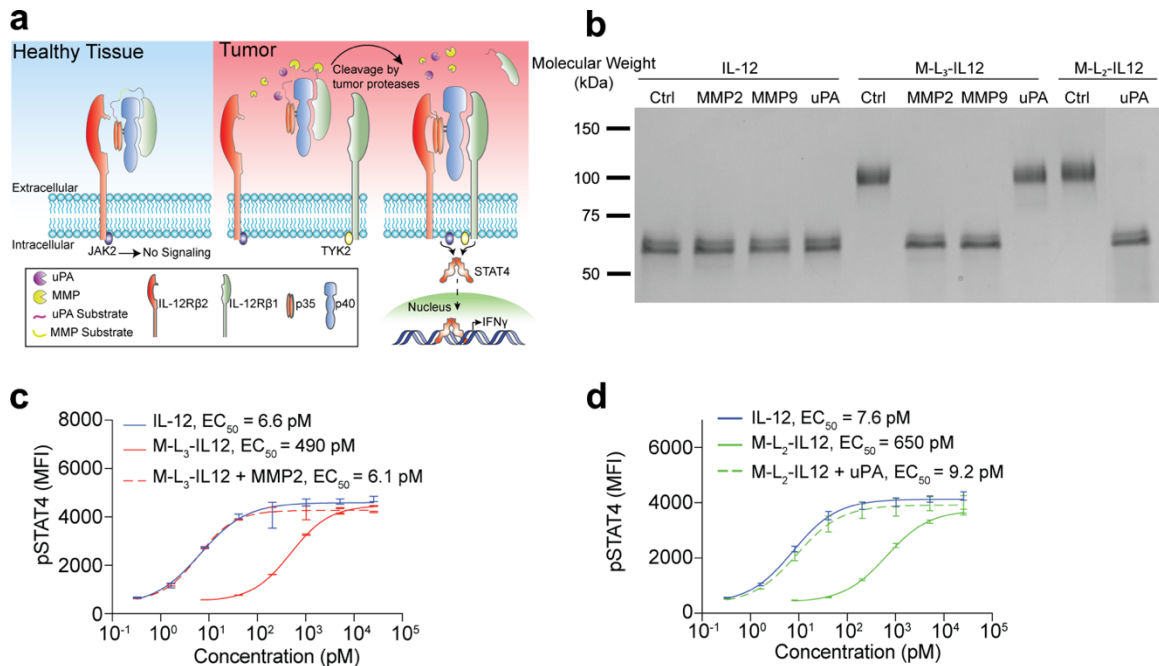 a
Healthy Tissue
Tumor
Cleavage by
tumor proteases
Extracellular
Intracellular
JAK2
No Signaling
TYK2
STAT4
Nucleus
IFNγ
uPA
MMP
uPA Substrate
MMP Substrate
IL-12Rβ2
IL-12Rβ1
p35
p40
b
Molecular Weight
(kDa)
IL-12
M-L3-IL12
M-L2-IL12
Ctrl MMP2 MMP9 uPA Ctrl MMP2 MMP9 uPA Ctrl uPA
150
100
75
50
c
pSTAT4 (MFI)
8000
6000
4000
2000
0
IL-12, EC50 = 6.6 pM
M-L3-IL12, EC50 = 490 pM
M-L3-IL12 + MMP2, EC50 = 6.1 pM
10-1 100 101 102 103 104 105
Concentration (pM)
d
pSTAT4 (MFI)
6000
4000
2000
0
IL-12, EC50 = 7.6 pM
M-L2-IL12, EC50 = 650 pM
M-L2-IL12 + uPA, EC50 = 9.2 pM
10-1 100 101 102 103 104 105
Concentration (pM)